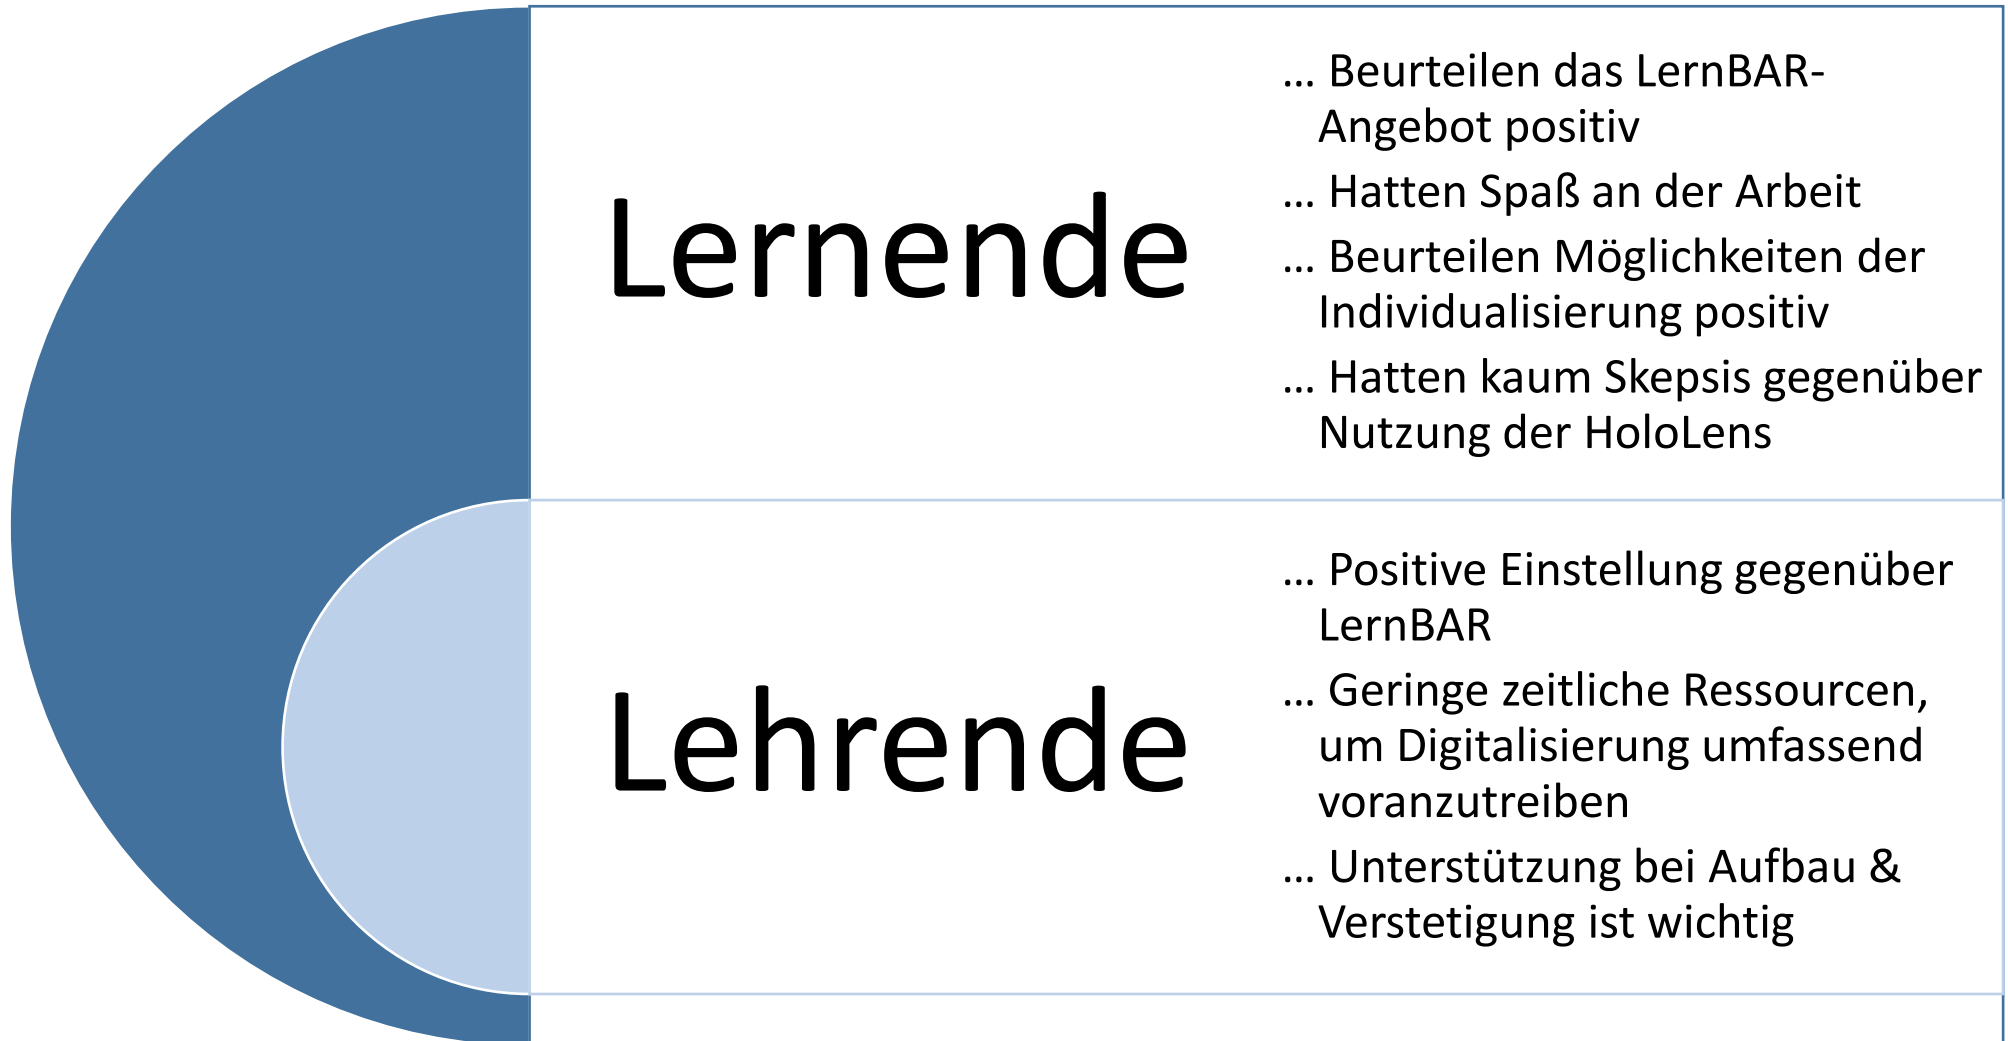 Lernende
… Beurteilen das LernBAR-
Angebot positiv
… Hatten Spaß an der Arbeit
… Beurteilen Möglichkeiten der
Individualisierung positiv
… Hatten kaum Skepsis gegenüber
Nutzung der HoloLens
Lehrende
… Positive Einstellung gegenüber
LernBAR
… Geringe zeitliche Ressourcen,
um Digitalisierung umfassend
voranzutreiben
… Unterstützung bei Aufbau &
Verstetigung ist wichtig